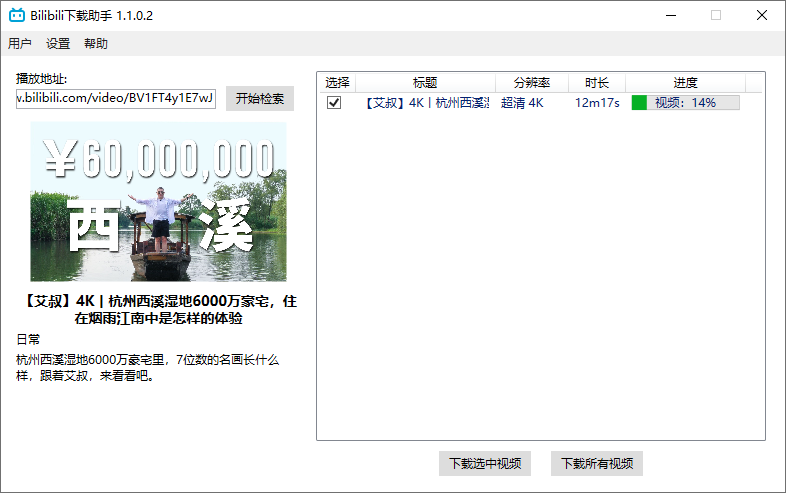 Bilibili下载助手 1.1.0.2
用户 设置 帮助
播放地址:
v.bilibili.com/video/BV1FT4y1E7wJ
开始检索
￥60,000,000
西 溪
【艾叔】4K丨杭州西溪湿地6000万豪宅，住
在烟雨江南中是怎样的体验
日常
杭州西溪湿地6000万豪宅里，7位数的名画长什么
样，跟着艾叔，来看看吧。
选择 标题 分辨率 时长 进度
【艾叔】4K丨杭州西溪湿 超清 4K 12m17s 视频：14%
下载选中视频 下载所有视频